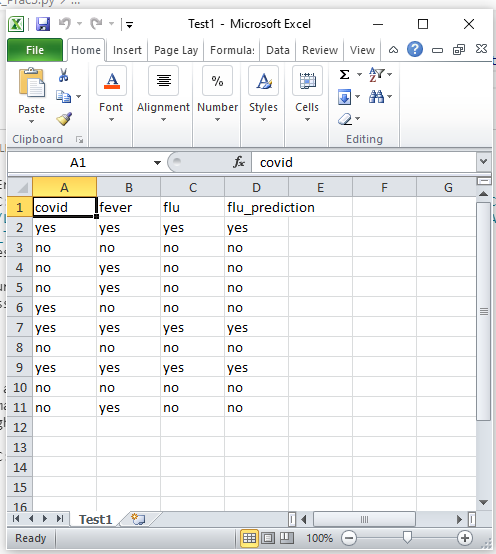 _Prac3.py / ...
Test1 - Microsoft Excel
File Home Insert Page Lay Formulas Data Review View
Paste Font Alignment Number Styles Cells
Clipboard Editing
A1 fx covid
A B C D E F G
1 covid fever flu flu_prediction
2 yes yes yes yes
3 no no no no
4 no yes no no
5 no yes no no
6 yes no no no
7 yes yes yes yes
8 no no no no
9 yes yes yes yes
10 no no no no
11 no yes no no
12
13
14
15
16
Test1
Ready 100%